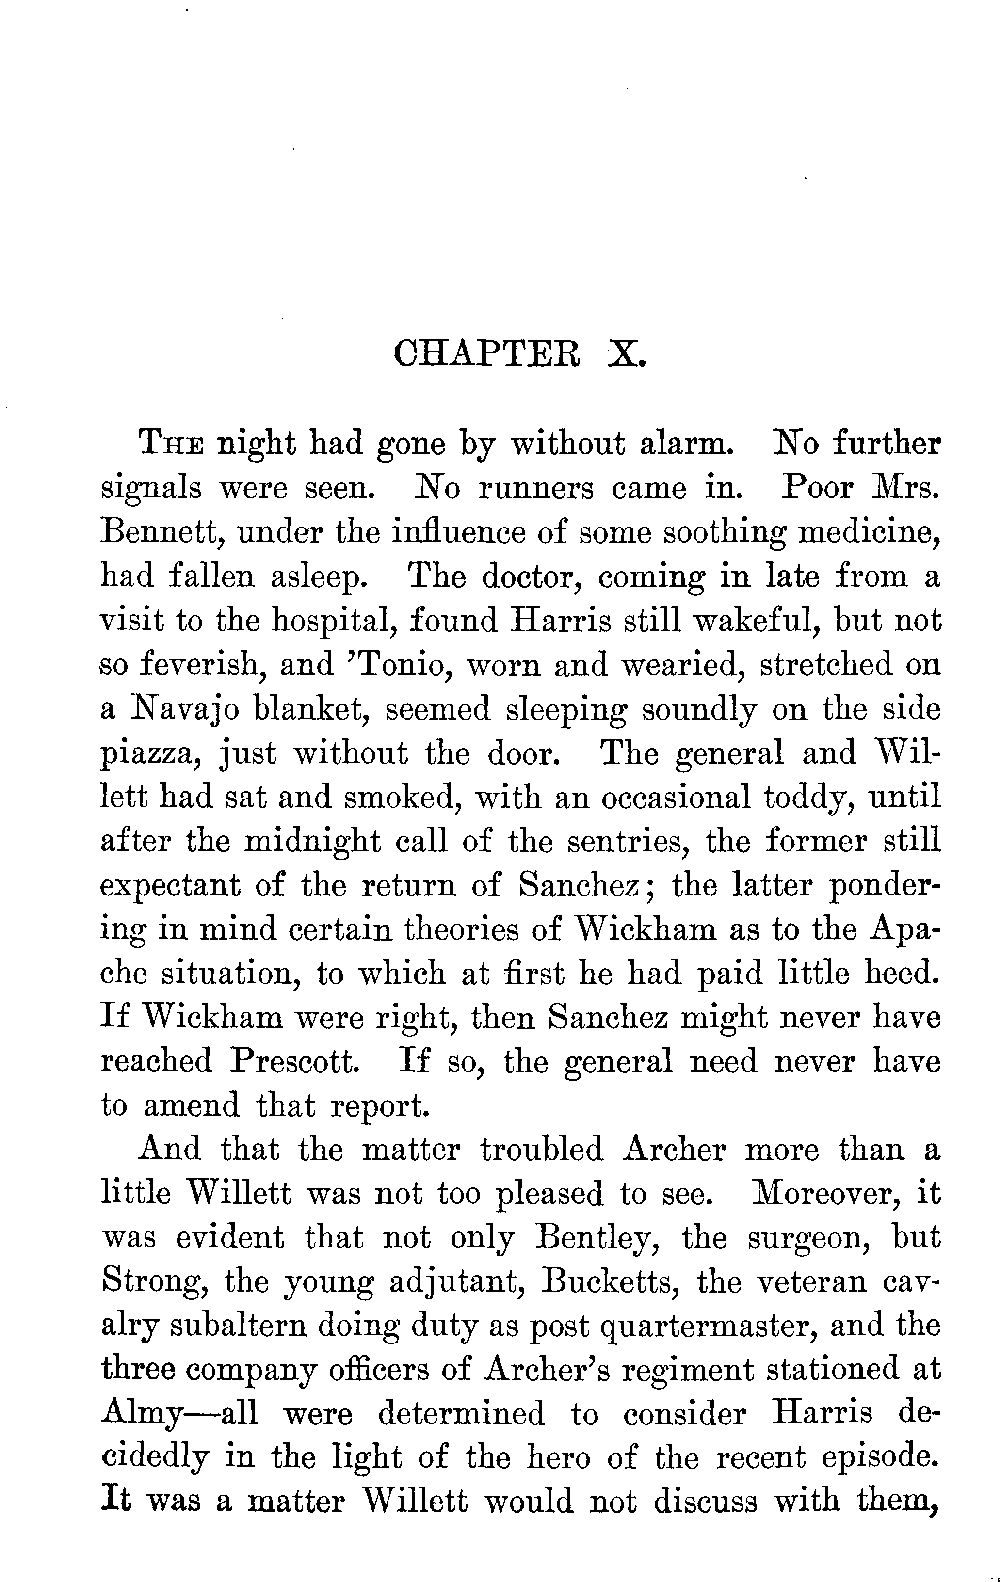 CHAPTER X.
The night had gone by without alarm. No further
signals were seen. No runners came in. Poor Mrs.
Bennett, under the influence of some soothing medicine,
had fallen asleep. The doctor, coming in late from a
visit to the hospital, found Harris still wakeful, but not
so feverish, and ’Tonio, worn and wearied, stretched on
a Navajo blanket, seemed sleeping soundly on the side
piazza, just without the door. The general and Wil-
lett had sat and smoked, with an occasional toddy, until
after the midnight call of the sentries, the former still
expectant of the return of Sanchez; the latter ponder-
ing in mind certain theories of Wickham as to the Apa-
che situation, to which at first he had paid little heed.
If Wickham were right, then Sanchez might never have
reached Prescott. If so, the general need never have
to amend that report.
And that the matter troubled Archer more than a
little Willett was not too pleased to see. Moreover, it
was evident that not only Bentley, the surgeon, but
Strong, the young adjutant, Bucketts, the veteran cav-
alry subaltern doing duty as post quartermaster, and the
three company officers of Archer’s regiment stationed at
Almy—all were determined to consider Harris de-
cidedly in the light of the hero of the recent episode.
It was a matter Willett would not discuss with them,